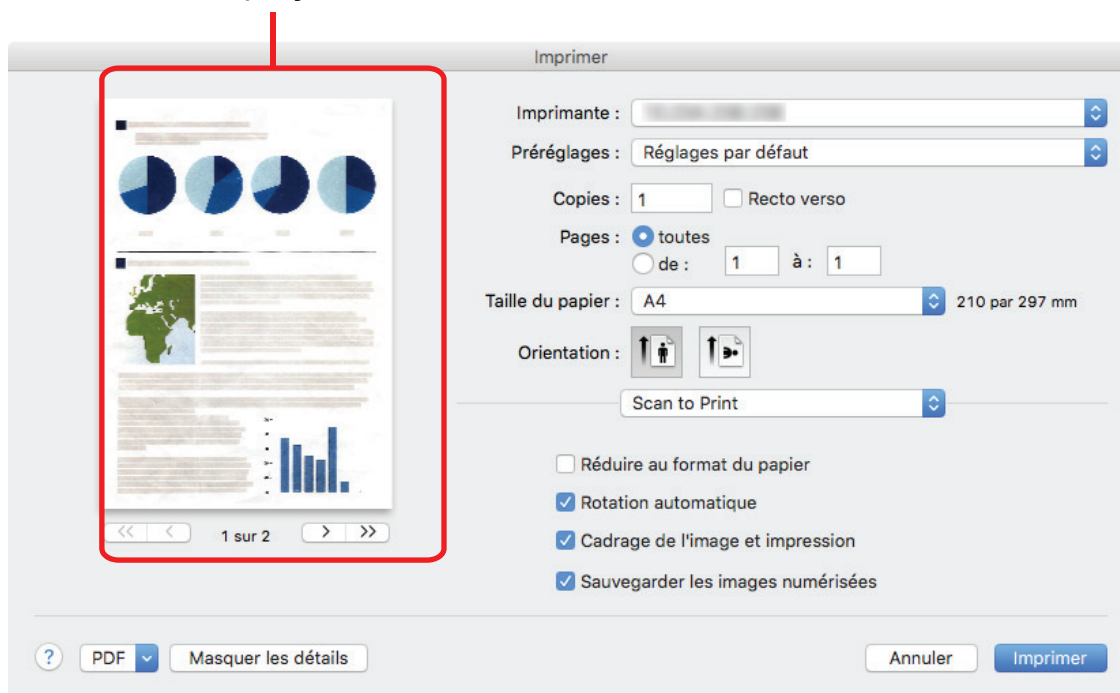 Imprimer
Imprimante :
Préréglages : Réglages par défaut
Copies : 1 Recto verso
Pages : toutes
de : 1 à : 1
Taille du papier : A4 210 par 297 mm
Orientation :
Scan to Print
Réduire au format du papier
Rotation automatique
Cadrage de l'image et impression
Sauvegarder les images numérisées
<< < 1 sur 2 > >>
? PDF Masquer les détails Annuler Imprimer